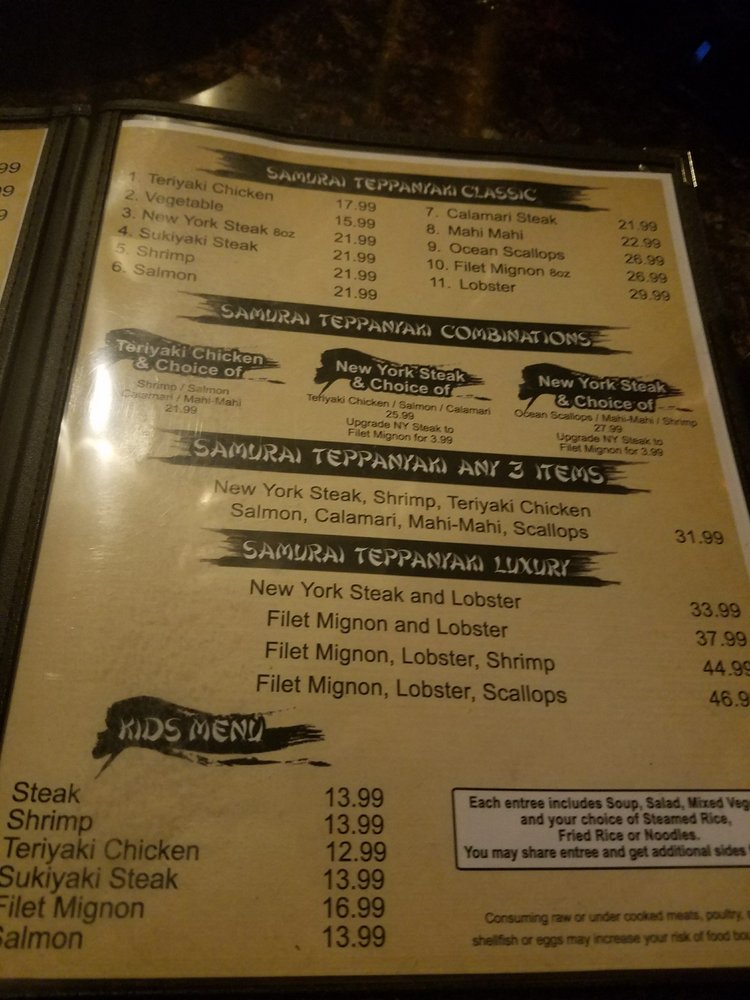 99
9
9
SAMURAI TEPPANYAKI CLASSIC
1. Teriyaki Chicken 17.99
2. Vegetable 15.99
3. New York Steak 8oz 21.99
4. Sukiyaki Steak 21.99
5. Shrimp 21.99
6. Salmon 21.99
7. Calamari Steak 21.99
8. Mahi Mahi 22.99
9. Ocean Scallops 26.99
10. Filet Mignon 8oz 26.99
11. Lobster 29.99
SAMURAI TEPPANYAKI COMBINATIONS
Teriyaki Chicken
& Choice of
Shrimp / Salmon
Calamari / Mahi-Mahi
21.99
New York Steak
& Choice of
Teriyaki Chicken / Salmon / Calamari
25.99
Upgrade NY Steak to
Filet Mignon for 3.99
New York Steak
& Choice of
Ocean Scallops / Mahi-Mahi / Shrimp
27.99
Upgrade NY Steak to
Filet Mignon for 3.99
SAMURAI TEPPANYAKI ANY 3 ITEMS
New York Steak, Shrimp, Teriyaki Chicken
Salmon, Calamari, Mahi-Mahi, Scallops 31.99
SAMURAI TEPPANYAKI LUXURY
New York Steak and Lobster 33.99
Filet Mignon and Lobster 37.99
Filet Mignon, Lobster, Shrimp 44.99
Filet Mignon, Lobster, Scallops 46.9
KIDS MENU
Steak 13.99
Shrimp 13.99
Teriyaki Chicken 12.99
Sukiyaki Steak 13.99
Filet Mignon 16.99
Salmon 13.99
Each entree includes Soup, Salad, Mixed Veg
and your choice of Steamed Rice,
Fried Rice or Noodles.
You may share entree and get additional sides
Consuming raw or under cooked meats, poultry,
shellfish or eggs may increase your risk of food bo